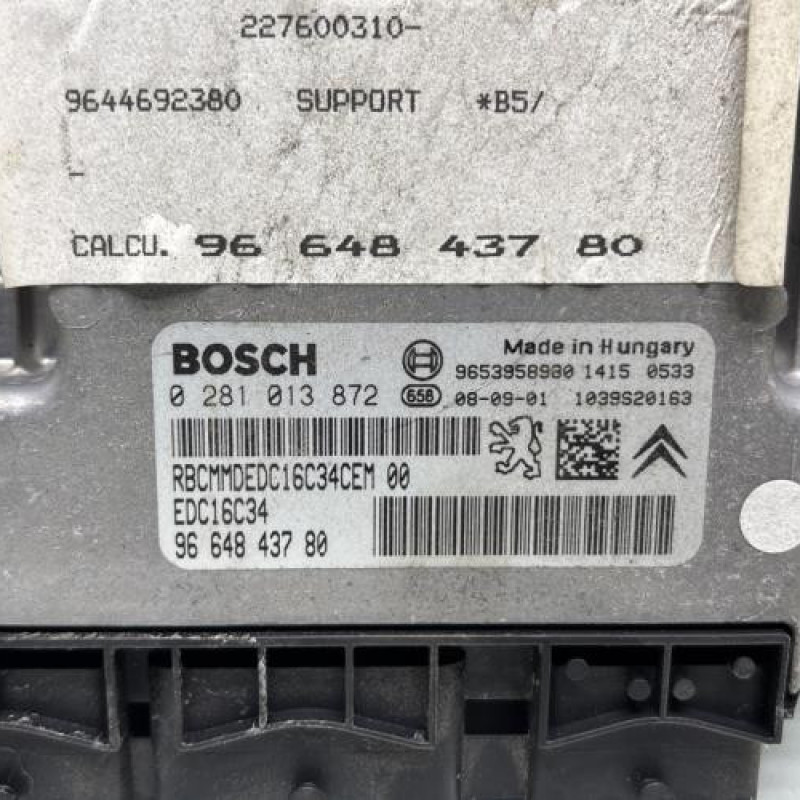 227600310-
9644692380 SUPPORT *B5/
-
CALCU. 96 648 437 80
BOSCH Made in Hungary
9653958980 1415 0533
0 281 013 872 658 08-09-01 1039S20163
RBCMMDEDC16C34CEM 00
EDC16C34
96 648 437 80